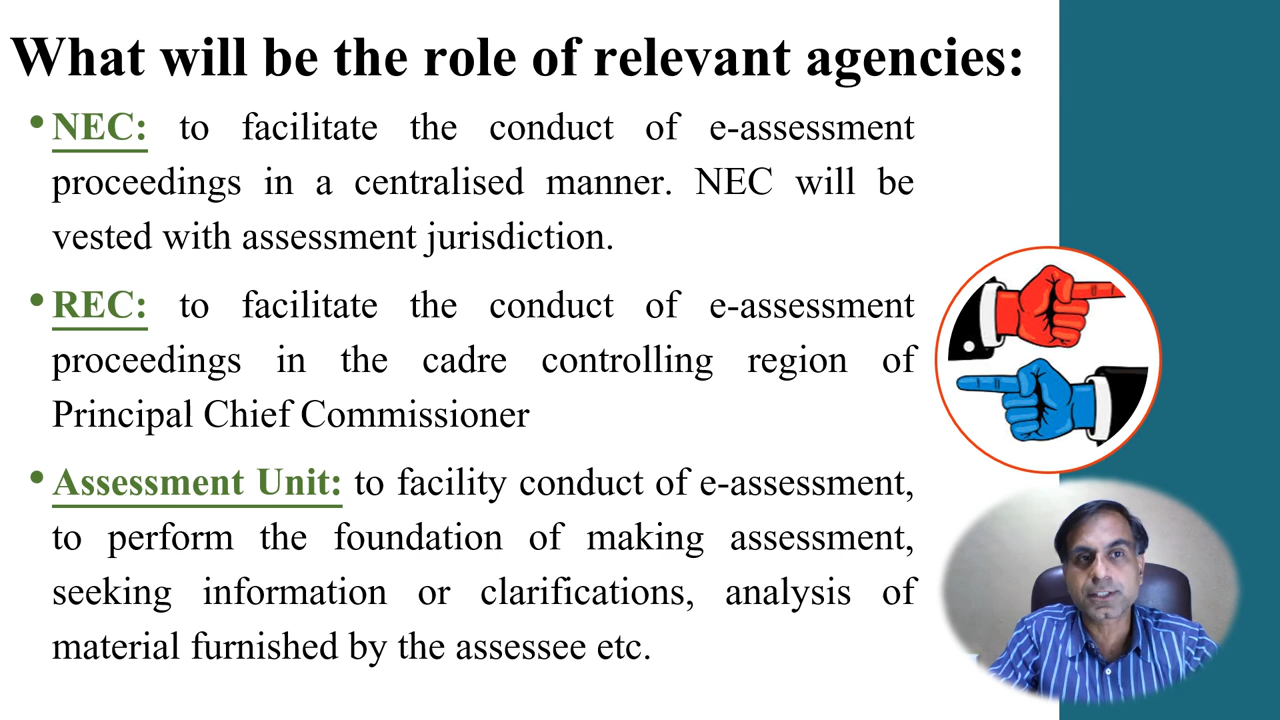 What will be the role of relevant agencies:
• NEC: to facilitate the conduct of e-assessment
proceedings in a centralised manner. NEC will be
vested with assessment jurisdiction.
• REC: to facilitate the conduct of e-assessment
proceedings in the cadre controlling region of
Principal Chief Commissioner
• Assessment Unit: to facility conduct of e-assessment,
to perform the foundation of making assessment,
seeking information or clarifications, analysis of
material furnished by the assessee etc.